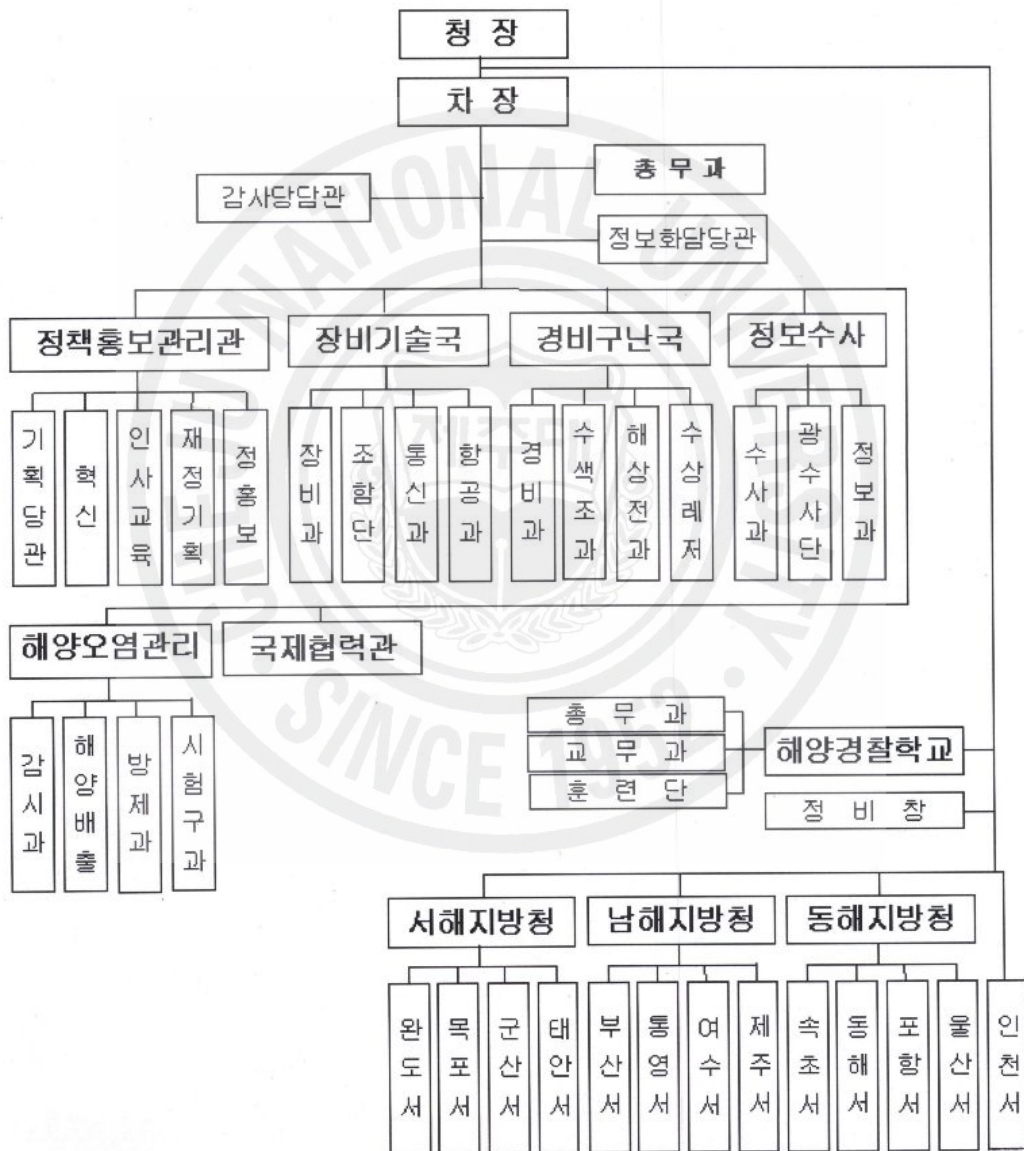 청 장
차 장
총 무 과
감사당담관
정보화담당관
정책홍보관리관
장비기술국
경비구난국
정보수사
기획당관
혁신
인사교육
재정기획
정홍보
장비과
조함단
통신과
항공과
경비과
수색조과
해상전과
수상레저
수사과
광수사단
정보과
해양오염관리
국제협력관
감시과
해양배출
방제과
시험구과
총 무 과
교 무 과
훈 련 단
해양경찰학교
정 비 창
서해지방청
남해지방청
동해지방청
완도서
목포서
군산서
태안서
부산서
통영서
여수서
제주서
속초서
동해서
포항서
울산서
인천서
CHEJU NATIONAL UNIVERSITY
SINCE 1952